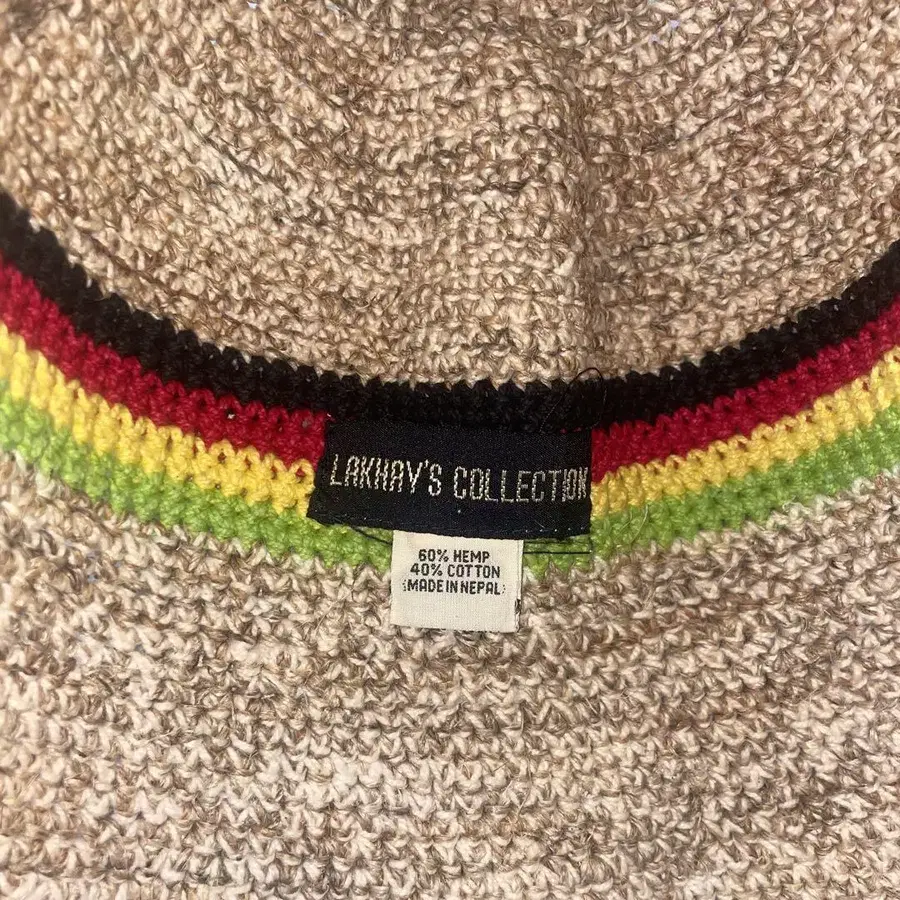 LAKHAY'S COLLECTION
60% HEMP
40% COTTON
MADE IN NEPAL